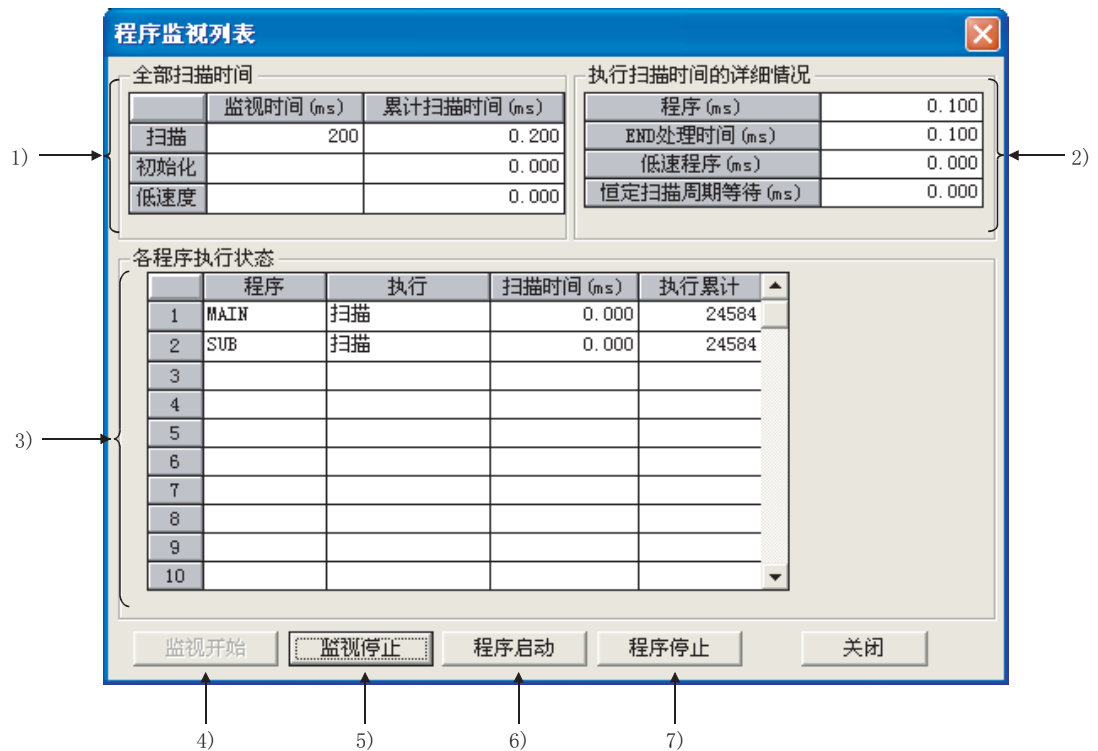 程序监视列表
全部扫描时间
监视时间(ms) 累计扫描时间(ms)
扫描 200 0.200
初始化 0.000
低速度 0.000
1)
执行扫描时间的详细情况
程序(ms) 0.100
END处理时间(ms) 0.100
低速程序(ms) 0.000
恒定扫描周期等待(ms) 0.000
2)
各程序执行状态
程序 执行 扫描时间(ms) 执行累计
1 MAIN 扫描 0.000 24584
2 SUB 扫描 0.000 24584
3
4
5
6
7
8
9
10
3)
监视开始 监视停止 程序启动 程序停止 关闭
4) 5) 6) 7)